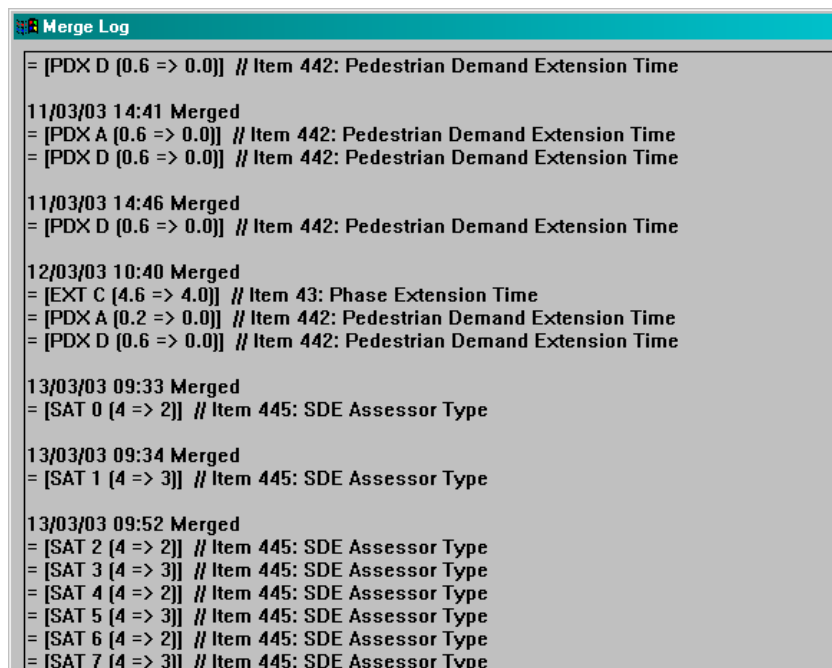 Merge Log
= [PDX D (0.6 => 0.0)] // Item 442: Pedestrian Demand Extension Time
11/03/03 14:41 Merged
= [PDX A (0.6 => 0.0)] // Item 442: Pedestrian Demand Extension Time
= [PDX D (0.6 => 0.0)] // Item 442: Pedestrian Demand Extension Time
11/03/03 14:46 Merged
= [PDX D (0.6 => 0.0)] // Item 442: Pedestrian Demand Extension Time
12/03/03 10:40 Merged
= [EXT C (4.6 => 4.0)] // Item 43: Phase Extension Time
= [PDX A (0.2 => 0.0)] // Item 442: Pedestrian Demand Extension Time
= [PDX D (0.6 => 0.0)] // Item 442: Pedestrian Demand Extension Time
13/03/03 09:33 Merged
= [SAT 0 (4 => 2)] // Item 445: SDE Assessor Type
13/03/03 09:34 Merged
= [SAT 1 (4 => 3)] // Item 445: SDE Assessor Type
13/03/03 09:52 Merged
= [SAT 2 (4 => 2)] // Item 445: SDE Assessor Type
= [SAT 3 (4 => 3)] // Item 445: SDE Assessor Type
= [SAT 4 (4 => 2)] // Item 445: SDE Assessor Type
= [SAT 5 (4 => 3)] // Item 445: SDE Assessor Type
= [SAT 6 (4 => 2)] // Item 445: SDE Assessor Type
= [SAT 7 (4 => 3)] // Item 445: SDE Assessor Type